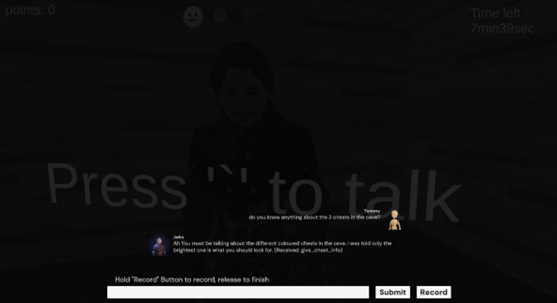 points: 0
Time left :
7min39sec
Press '`' to talk
Tommy
do you know anything about the 3 chests in the cave?
John
Ah You must be talking about the different coloured chests in the cave. I was told only the
brightest one is what you should look for. (Received: give_chest_info)
Hold "Record" Button to record, release to finish
Submit
Record